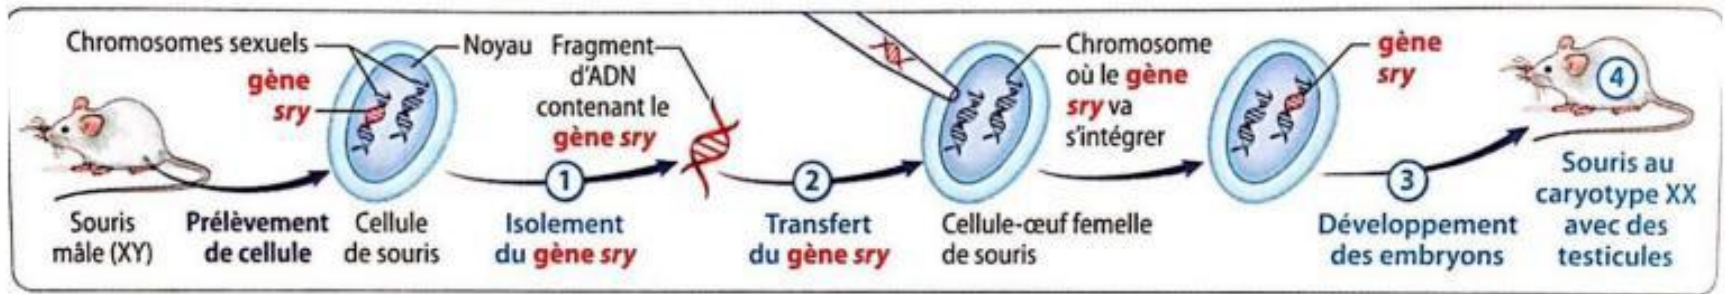 Chromosomes sexuels
gène
sry
Noyau
Fragment
d'ADN
contenant le
gène sry
Chromosome
où le gène
sry va
s'intégrer
gène
sry
4
1
2
3
Souris
mâle (XY)
Prélèvement
de cellule
Cellule
de souris
Isolement
du gène sry
Transfert
du gène sry
Cellule-œuf femelle
de souris
Développement
des embryons
Souris au
caryotype XX
avec des
testicules